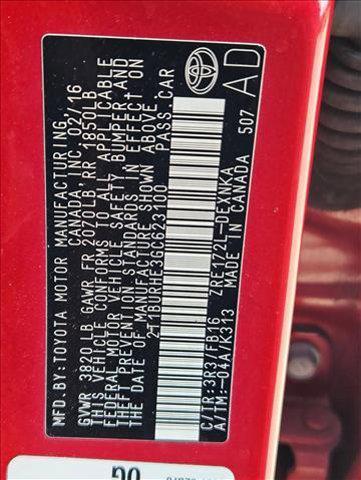 MFD. BY: TOYOTA MOTOR MANUFACTURING
CANADA, INC. 02/16
GVWR 3820LB GAWR FR 2070LB, RR 1850LB
THIS VEHICLE CONFORMS TO ALL APPLICABLE
FEDERAL MOTOR VEHICLE SAFETY, BUMPER AND
THEFT PREVENTION STANDARDS IN EFFECT ON
THE DATE OF MANUFACTURE SHOWN ABOVE.
PASS. CAR
C/TR:3R3/FB16
ZRE172L-DEXNKA
A/TM:-04A/K313
MADE IN CANADA
507
AD